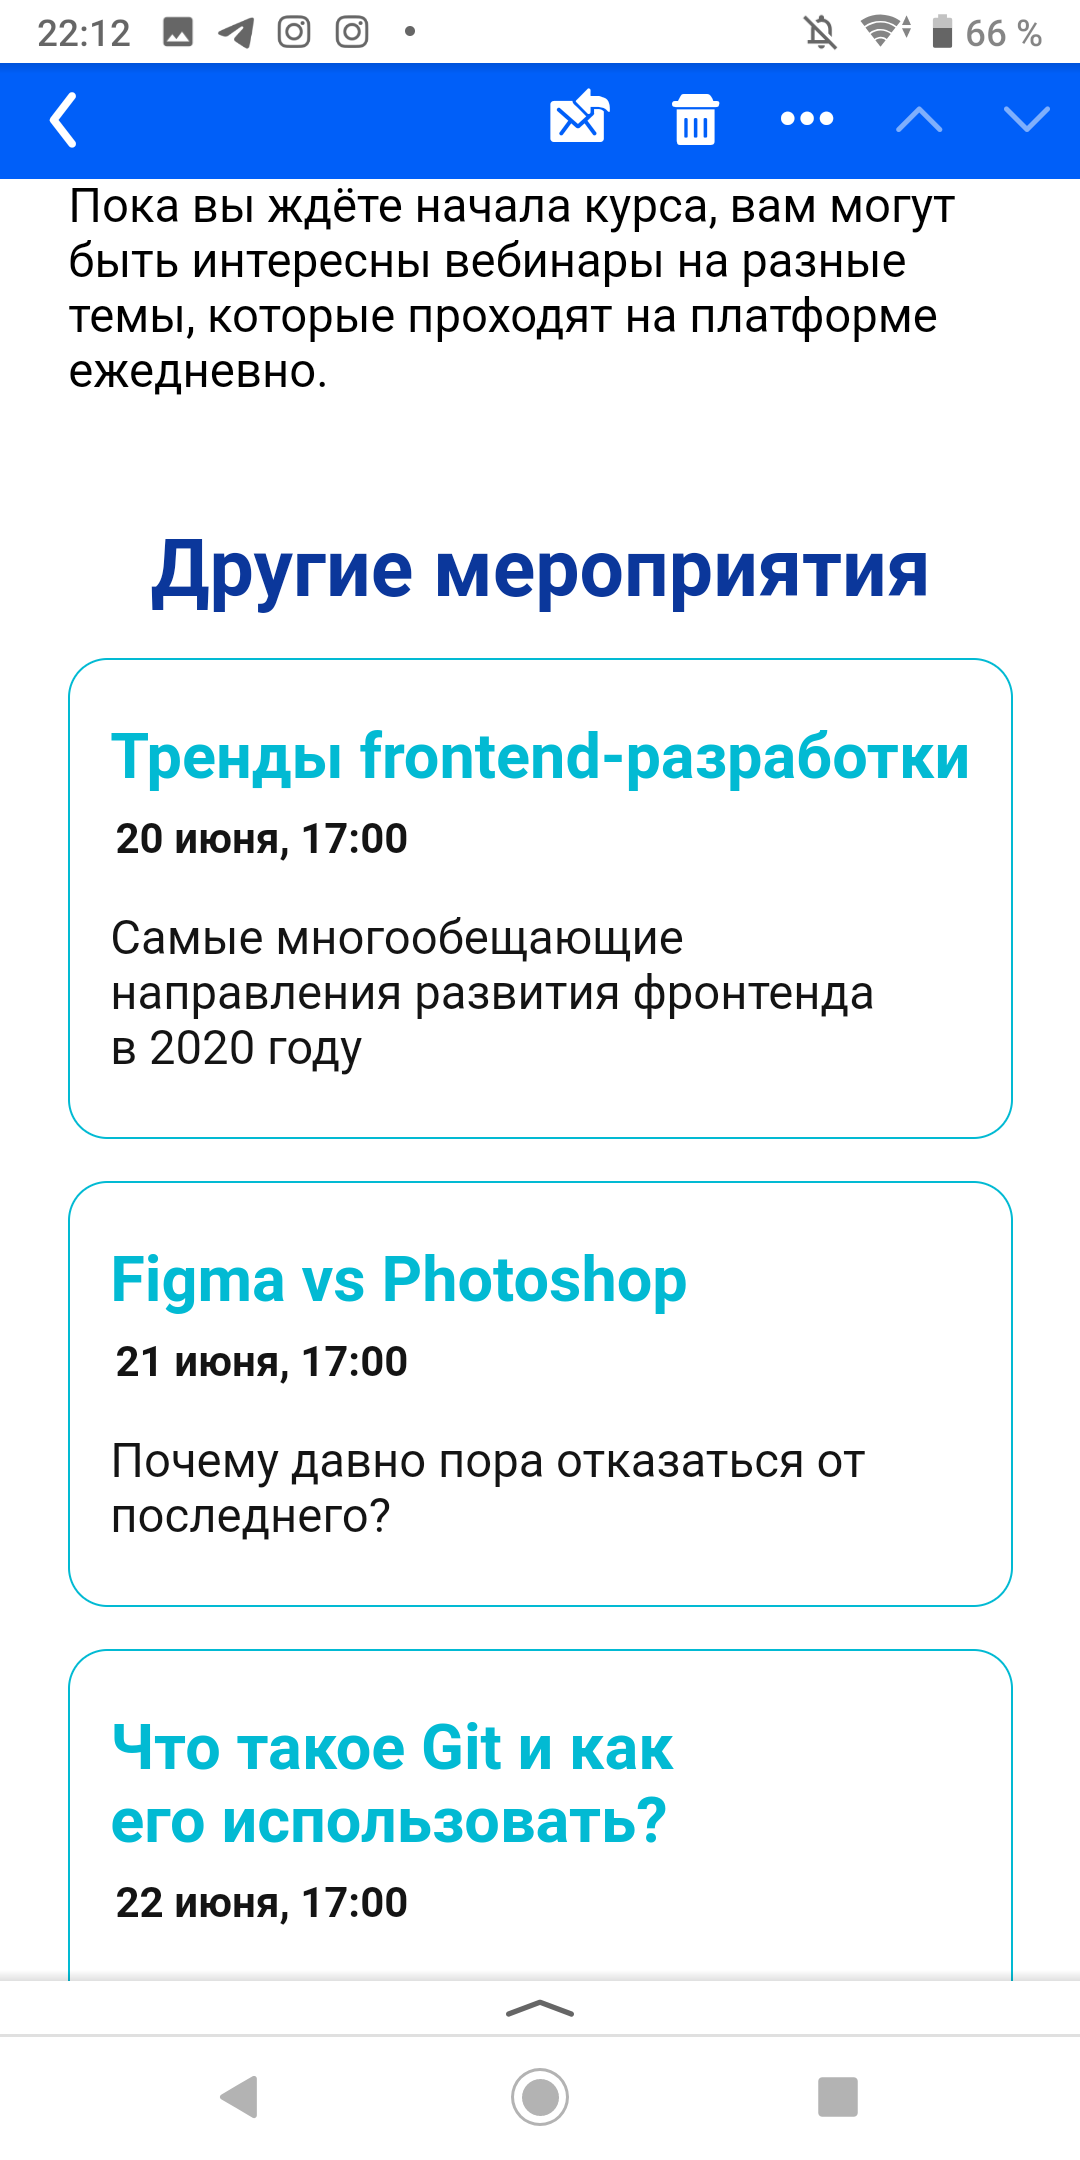 22:12
66 %
Пока вы ждёте начала курса, вам могут
быть интересны вебинары на разные
темы, которые проходят на платформе
ежедневно.
Другие мероприятия
Тренды frontend-разработки
20 июня, 17:00
Самые многообещающие
направления развития фронтенда
в 2020 году
Figma vs Photoshop
21 июня, 17:00
Почему давно пора отказаться от
последнего?
Что такое Git и как
его использовать?
22 июня, 17:00